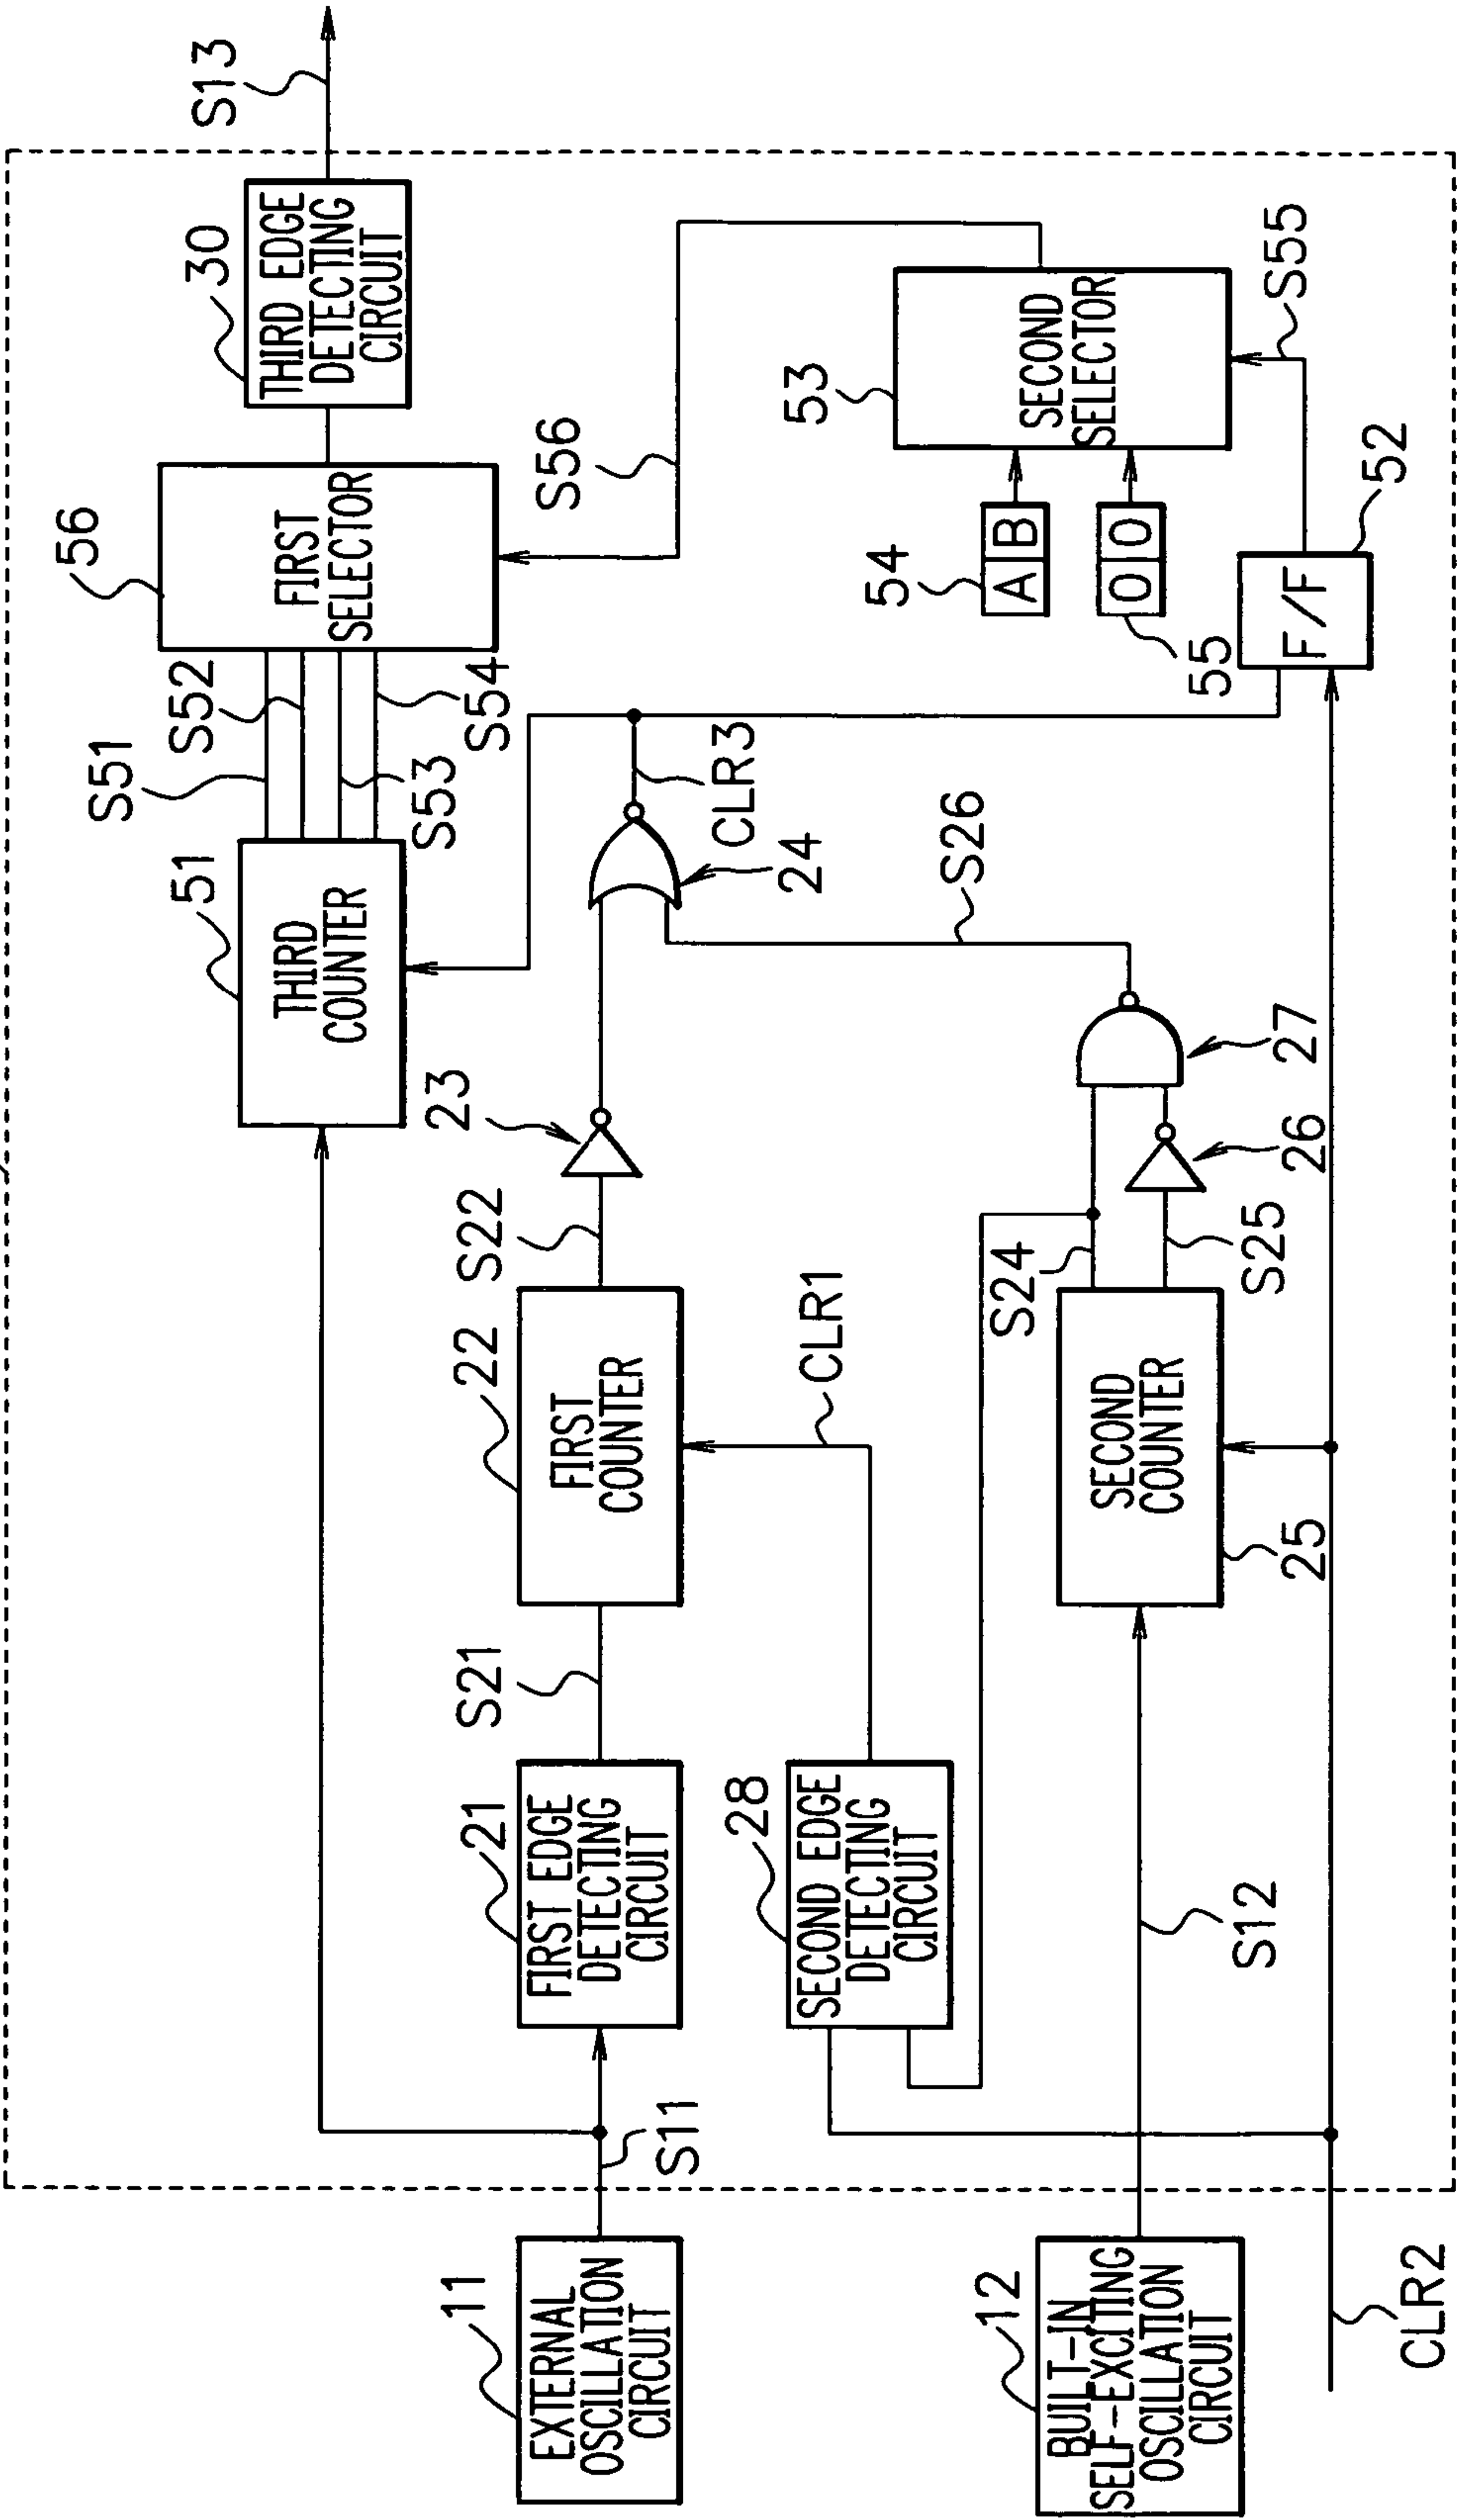 11
EXTERNAL
OSCILLATION
CIRCUIT
S11
21
FIRST EDGE
DETECTING
CIRCUIT
S21
22
FIRST
COUNTER
S22
23
51
THIRD
COUNTER
S51
S52
S53
S54
56
FIRST
SELECTOR
30
THIRD EDGE
DETECTING
CIRCUIT
S13
28
SECOND EDGE
DETECTING
CIRCUIT
CLR1
CLR3
24
S26
S56
12
BUILT-IN
SELF-EXCITING
OSCILLATION
CIRCUIT
S12
25
SECOND
COUNTER
S24
S25
26
27
54
A B
55
0 0
53
SECOND
SELECTOR
S55
52
F/F
CLR2